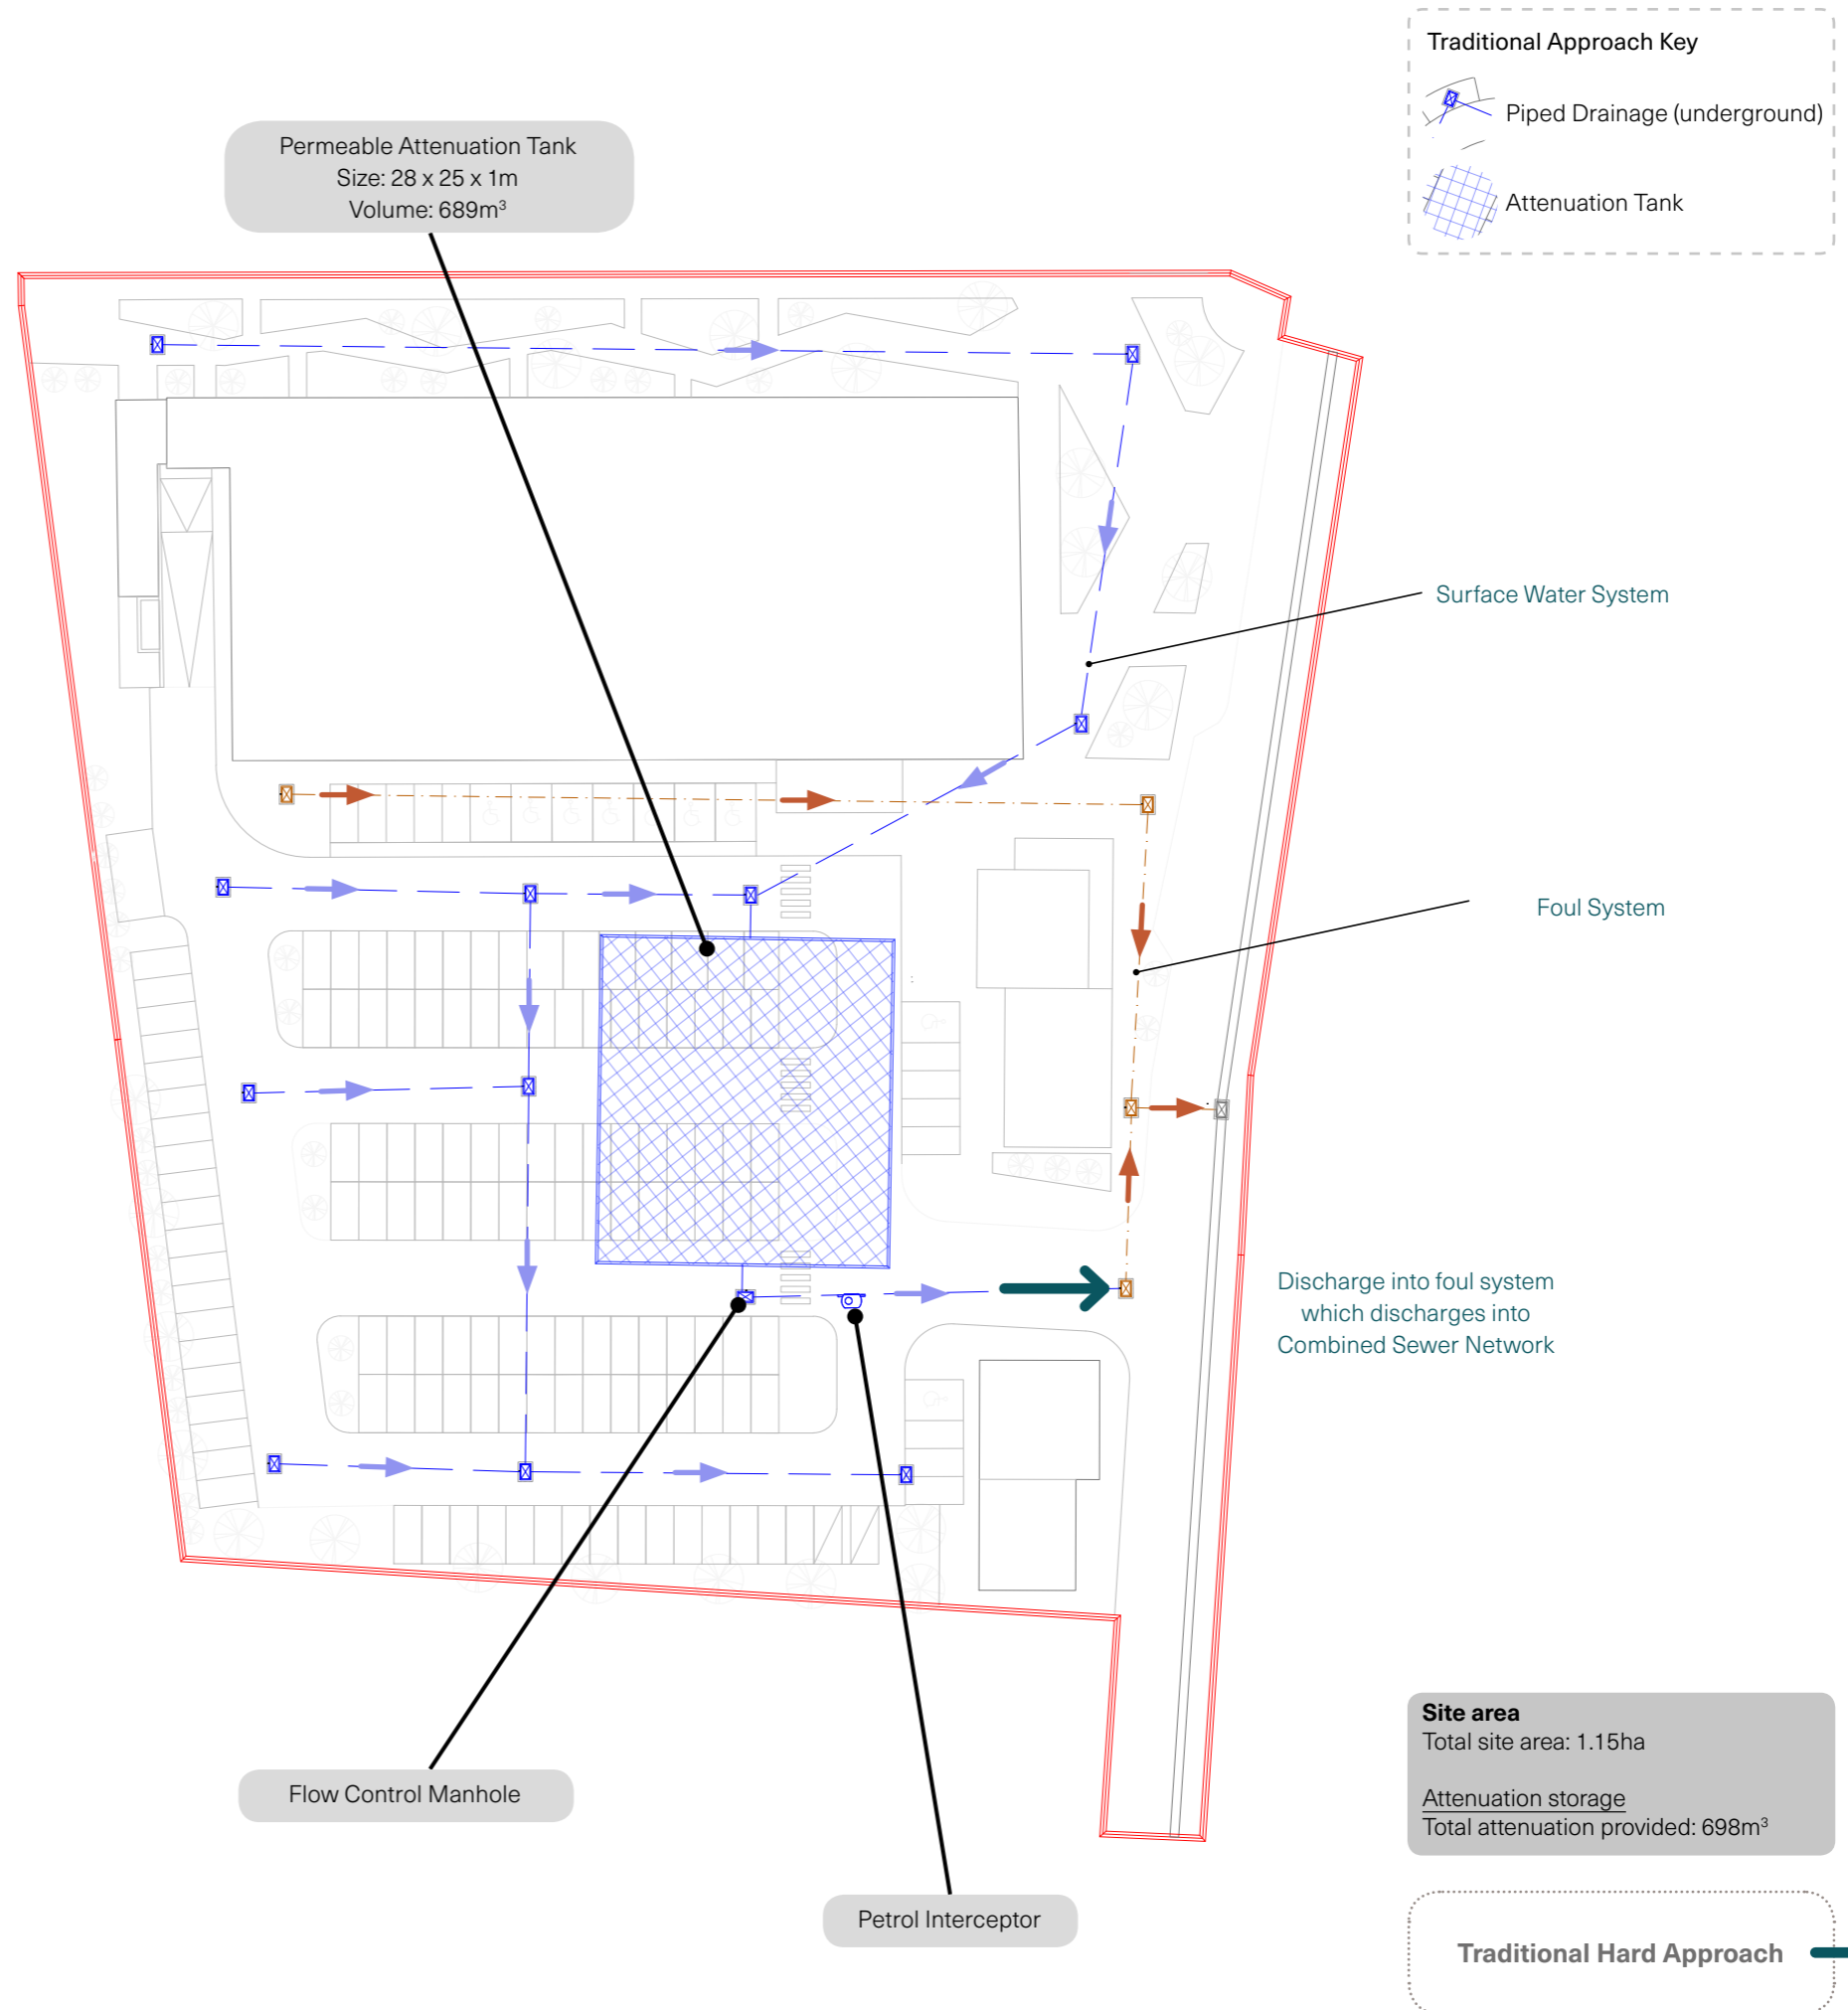 Traditional Approach Key
Piped Drainage (underground)
Attenuation Tank
Permeable Attenuation Tank
Size: 28 x 25 x 1m
Volume: 689m³
Surface Water System
Foul System
Discharge into foul system
which discharges into
Combined Sewer Network
Flow Control Manhole
Petrol Interceptor
Site area
Total site area: 1.15ha
Attenuation storage
Total attenuation provided: 698m³
Traditional Hard Approach